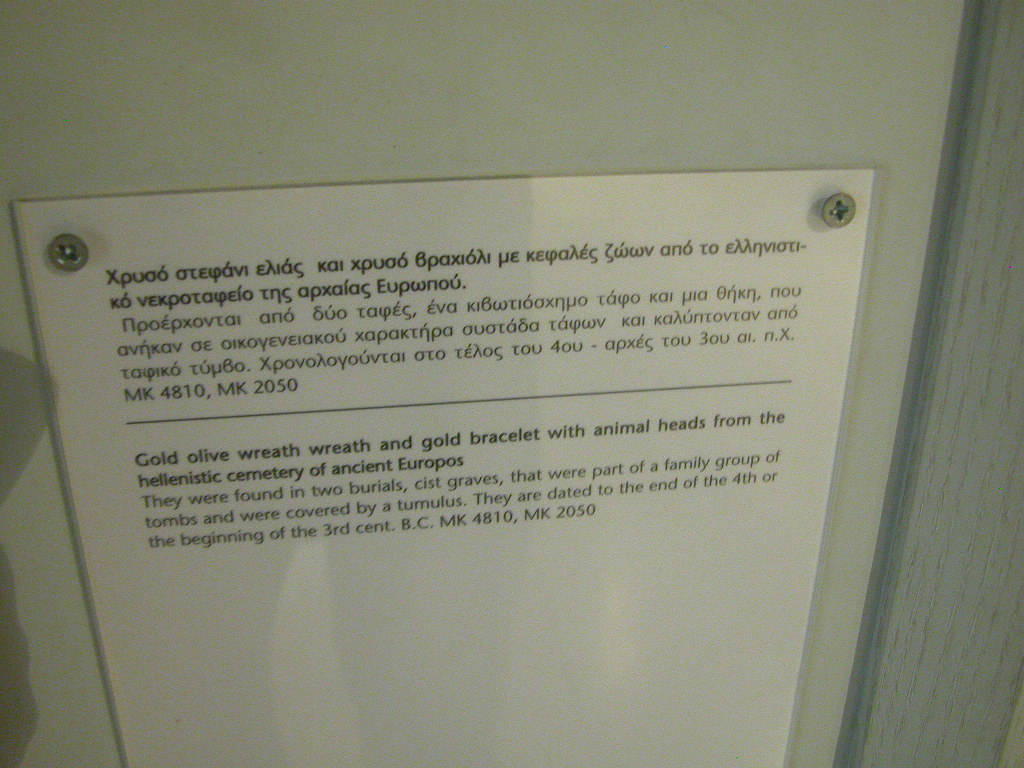 Χρυσό στεφάνι ελιάς και χρυσό βραχιόλι με κεφαλές ζώων από το ελληνιστι-
κό νεκροταφείο της αρχαίας Ευρωπού.
Προέρχονται από δύο ταφές, ένα κιβωτιόσχημο τάφο και μια θήκη, που
ανήκαν σε οικογενειακού χαρακτήρα συστάδα τάφων και καλύπτονταν από
ταφικό τύμβο. Χρονολογούνται στο τέλος του 4ου - αρχές του 3ου αι. π.Χ.
ΜΚ 4810, ΜΚ 2050
Gold olive wreath wreath and gold bracelet with animal heads from the
hellenistic cemetery of ancient Europos
They were found in two burials, cist graves, that were part of a family group of
tombs and were covered by a tumulus. They are dated to the end of the 4th or
the beginning of the 3rd cent. B.C. MK 4810, MK 2050